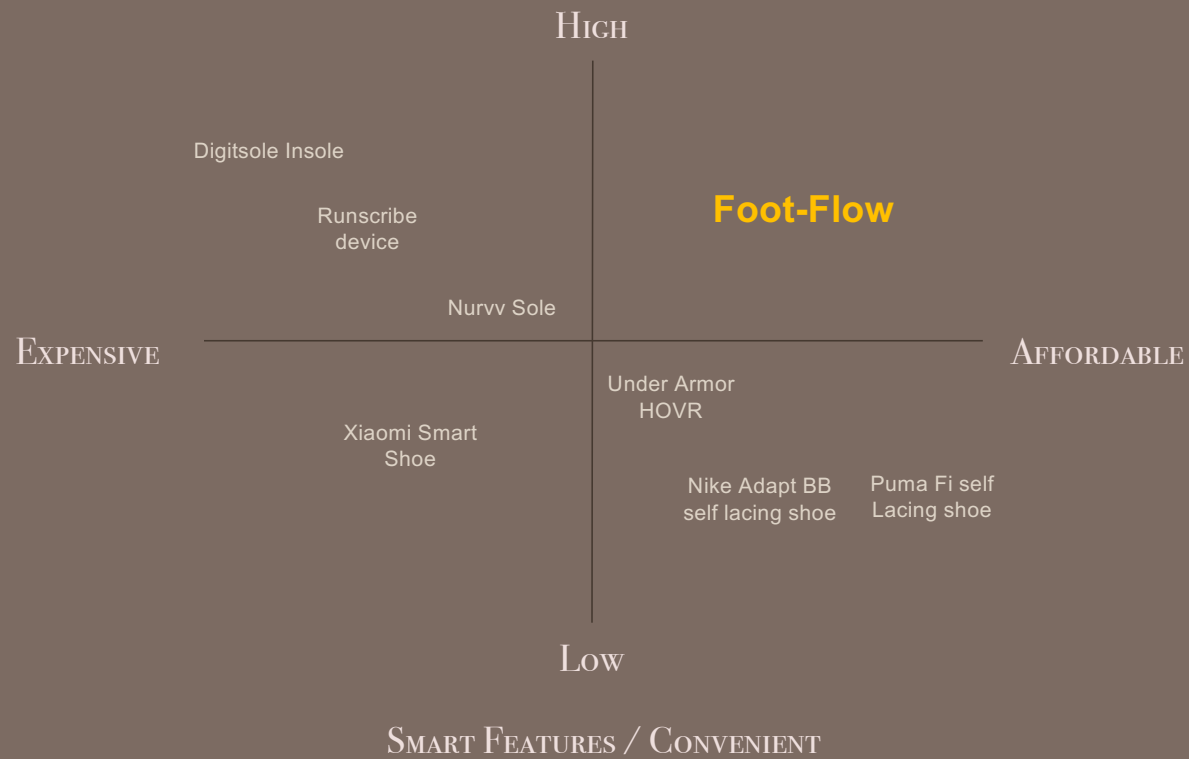 High
Digitsole Insole
Foot-Flow
Runscribe
device
Nurvv Sole
Expensive
Affordable
Under Armor
HOVR
Xiaomi Smart
Shoe
Nike Adapt BB
self lacing shoe
Puma Fi self
Lacing shoe
Low
Smart Features / Convenient